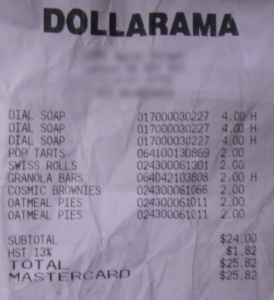 DOLLARAMA
DIAL SOAP 017000030227 4.00 H
DIAL SOAP 017000030227 4.00 H
DIAL SOAP 017000030227 4.00 H
POP TARTS 064100130869 2.00
SWISS ROLLS 024300061301 2.00
GRANOLA BARS 064042103808 2.00 H
COSMIC BROWNIES 024300061066 2.00
OATMEAL PIES 024300061011 2.00
OATMEAL PIES 024300061011 2.00
SUBTOTAL $24.00
HST 13% $1.82
TOTAL $25.82
MASTERCARD $25.82